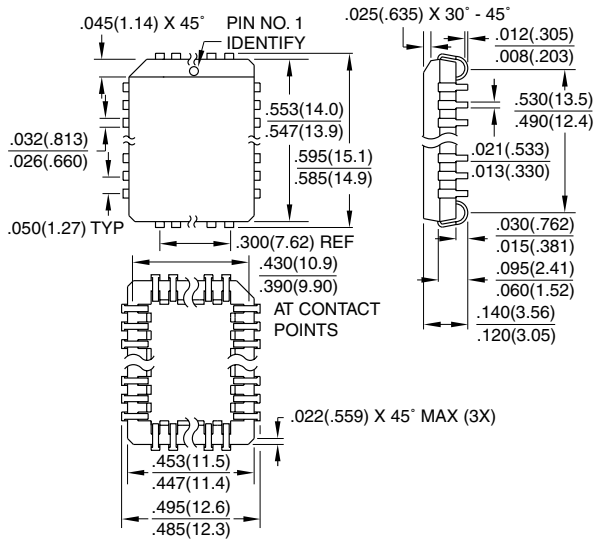 .045(1.14) X 45°
PIN NO. 1
IDENTIFY
.025(.635) X 30° - 45°
.012(.305)
.008(.203)
.553(14.0)
.547(13.9)
.530(13.5)
.490(12.4)
.032(.813)
.026(.660)
.021(.533)
.013(.330)
.595(15.1)
.585(14.9)
.050(1.27) TYP
.300(7.62) REF
.030(.762)
.015(.381)
.430(10.9)
.390(9.90)
AT CONTACT
POINTS
.095(2.41)
.060(1.52)
.140(3.56)
.120(3.05)
.022(.559) X 45° MAX (3X)
.453(11.5)
.447(11.4)
.495(12.6)
.485(12.3)